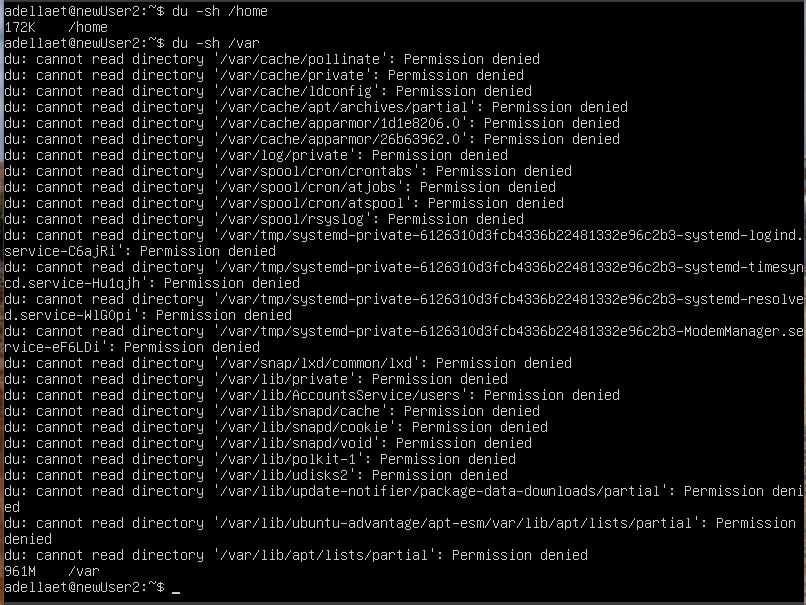 adellaet@newUser2:~$ du -sh /home
172K    /home
adellaet@newUser2:~$ du -sh /var
du: cannot read directory '/var/cache/pollinate': Permission denied
du: cannot read directory '/var/cache/private': Permission denied
du: cannot read directory '/var/cache/ldconfig': Permission denied
du: cannot read directory '/var/cache/apt/archives/partial': Permission denied
du: cannot read directory '/var/cache/apparmor/1d1e8206.0': Permission denied
du: cannot read directory '/var/cache/apparmor/26b63962.0': Permission denied
du: cannot read directory '/var/log/private': Permission denied
du: cannot read directory '/var/spool/cron/crontabs': Permission denied
du: cannot read directory '/var/spool/cron/atjobs': Permission denied
du: cannot read directory '/var/spool/cron/atspool': Permission denied
du: cannot read directory '/var/spool/rsyslog': Permission denied
du: cannot read directory '/var/tmp/systemd-private-6126310d3fcb4336b22481332e96c2b3-systemd-logind.
service-C6ajRi': Permission denied
du: cannot read directory '/var/tmp/systemd-private-6126310d3fcb4336b22481332e96c2b3-systemd-timesyn
cd.service-Hu1qjh': Permission denied
du: cannot read directory '/var/tmp/systemd-private-6126310d3fcb4336b22481332e96c2b3-systemd-resolve
d.service-WlGOpi': Permission denied
du: cannot read directory '/var/tmp/systemd-private-6126310d3fcb4336b22481332e96c2b3-ModemManager.se
rvice-eF6LDi': Permission denied
du: cannot read directory '/var/snap/lxd/common/lxd': Permission denied
du: cannot read directory '/var/lib/private': Permission denied
du: cannot read directory '/var/lib/AccountsService/users': Permission denied
du: cannot read directory '/var/lib/snapd/cache': Permission denied
du: cannot read directory '/var/lib/snapd/cookie': Permission denied
du: cannot read directory '/var/lib/snapd/void': Permission denied
du: cannot read directory '/var/lib/polkit-1': Permission denied
du: cannot read directory '/var/lib/udisks2': Permission denied
du: cannot read directory '/var/lib/update-notifier/package-data-downloads/partial': Permission deni
ed
du: cannot read directory '/var/lib/ubuntu-advantage/apt-esm/var/lib/apt/lists/partial': Permission
denied
du: cannot read directory '/var/lib/apt/lists/partial': Permission denied
961M    /var
adellaet@newUser2:~$ _